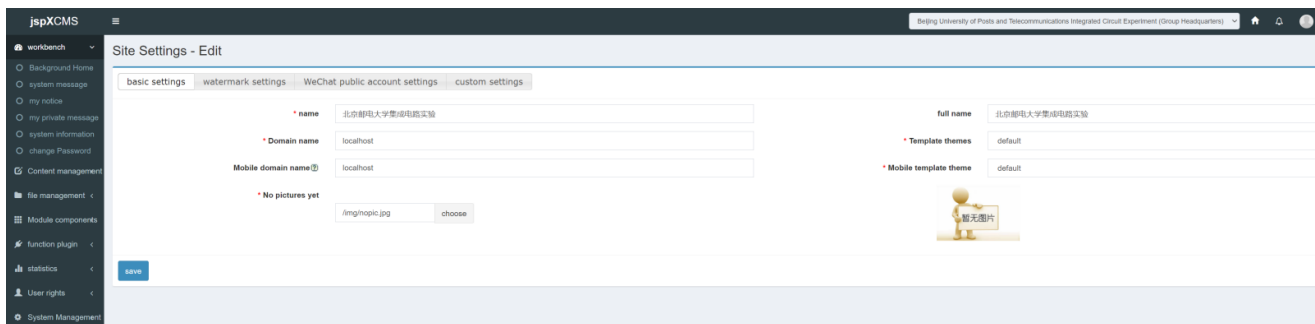 jspXCMS
Beijing University of Posts and Telecommunications Integrated Circuit Experiment (Group Headquarters)
workbench
Background Home
system message
my notice
my private message
system information
change Password
Content management
file management
Module components
function plugin
statistics
User rights
System Management
Site Settings - Edit
basic settings watermark settings WeChat public account settings custom settings
* name 北京邮电大学集成电路实验 full name 北京邮电大学集成电路实验
* Domain name localhost * Template themes default
Mobile domain name localhost * Mobile template theme default
* No pictures yet
/img/nopic.jpg choose
暂无图片
save